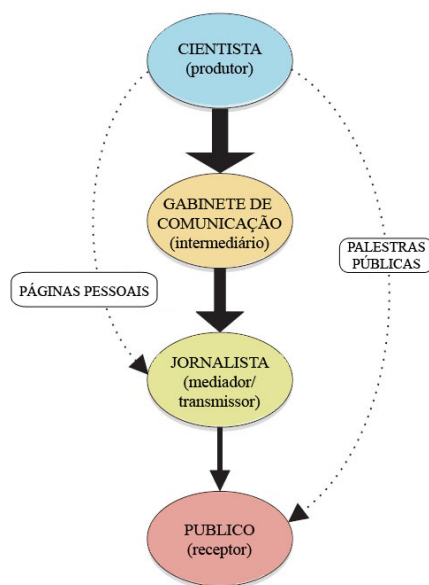 CIENTISTA
(produtor)
GABINETE DE
COMUNICAÇÃO
(intermediário)
PALESTRAS
PÚBLICAS
PÁGINAS PESSOAIS
JORNALISTA
(mediador/
transmissor)
PUBLICO
(receptor)